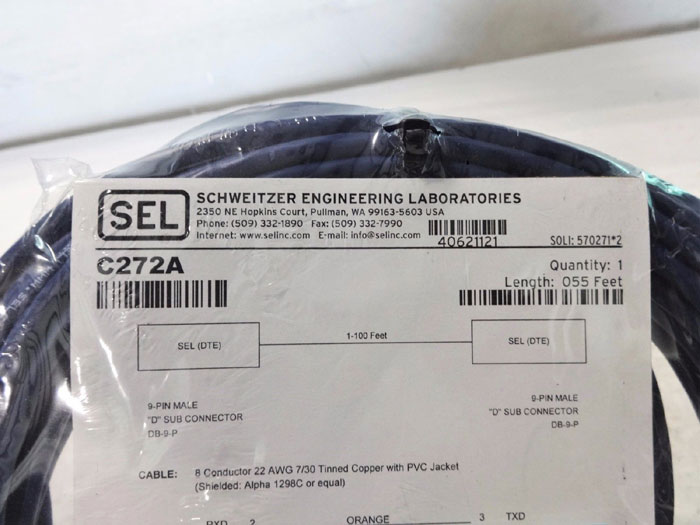 SEL
SCHWEITZER ENGINEERING LABORATORIES
2350 NE Hopkins Court, Pullman, WA 99163-5603 USA
Phone: (509) 332-1890 Fax: (509) 332-7990
Internet: www.selinc.com E-mail: info@selinc.com
40621121
SOLI: 570271*2
C272A
Quantity: 1
Length: 055 Feet
SEL (DTE)
1-100 Feet
SEL (DTE)
9-PIN MALE
"D" SUB CONNECTOR
DB-9-P
9-PIN MALE
"D" SUB CONNECTOR
DB-9-P
CABLE: 8 Conductor 22 AWG 7/30 Tinned Copper with PVC Jacket
(Shielded: Alpha 1298C or equal)
RXD 2 ORANGE 3 TXD